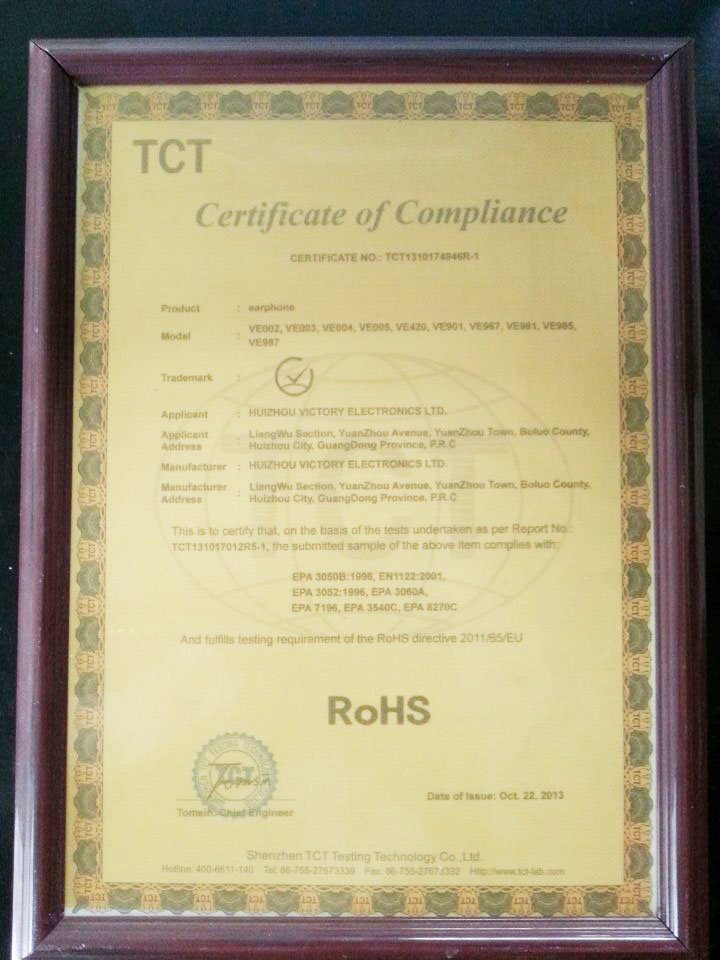 TCT
Certificate of Compliance
CERTIFICATE NO.: TCT1310174946R-1
Product : earphone
Model : VE002, VE003, VE004, VE005, VE420, VE901, VE967, VE981, VE985,
VE987
Trademark :
Applicant : HUIZHOU VICTORY ELECTRONICS LTD.
Applicant Address : LiangWu Section, YuanZhou Avenue, YuanZhou Town, Boluo County,
Huizhou City, GuangDong Province, P.R.C
Manufacturer : HUIZHOU VICTORY ELECTRONICS LTD.
Manufacturer Address : LiangWu Section, YuanZhou Avenue, YuanZhou Town, Boluo County,
Huizhou City, GuangDong Province, P.R.C
This is to certify that, on the basis of the tests undertaken as per Report No.:
TCT131017012RS-1, the submitted sample of the above item complies with:
EPA 3050B:1996, EN1122:2001,
EPA 3052:1996, EPA 3060A,
EPA 7196, EPA 3540C, EPA 8270C
And fulfills testing requirement of the RoHS directive 2011/65/EU
RoHS
TCT
Date of Issue: Oct. 22, 2013
Tomsin: Chief Engineer
Shenzhen TCT Testing Technology Co.,Ltd.
Hotline: 400-6611-140 Tel: 86-755-27673339 Fax: 86-755-27673332 Http://www.tct-lab.com